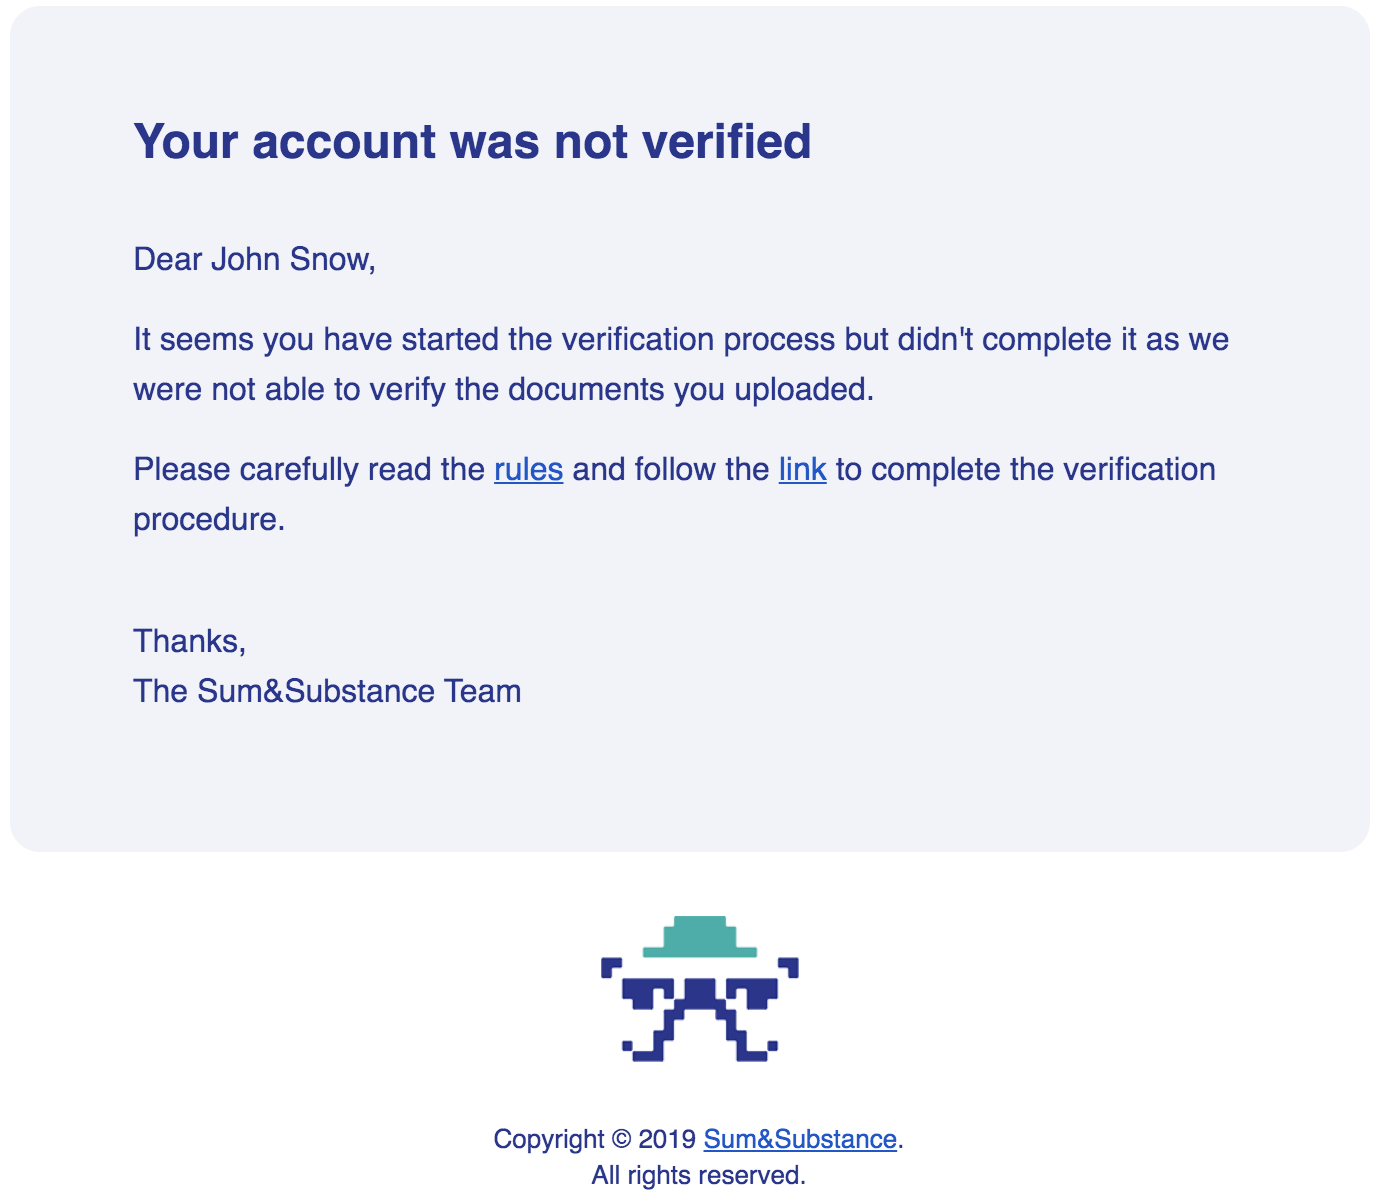 Your account was not verified
Dear John Snow,
It seems you have started the verification process but didn't complete it as we
were not able to verify the documents you uploaded.
Please carefully read the rules and follow the link to complete the verification
procedure.
Thanks,
The Sum&Substance Team
Copyright © 2019 Sum&Substance.
All rights reserved.